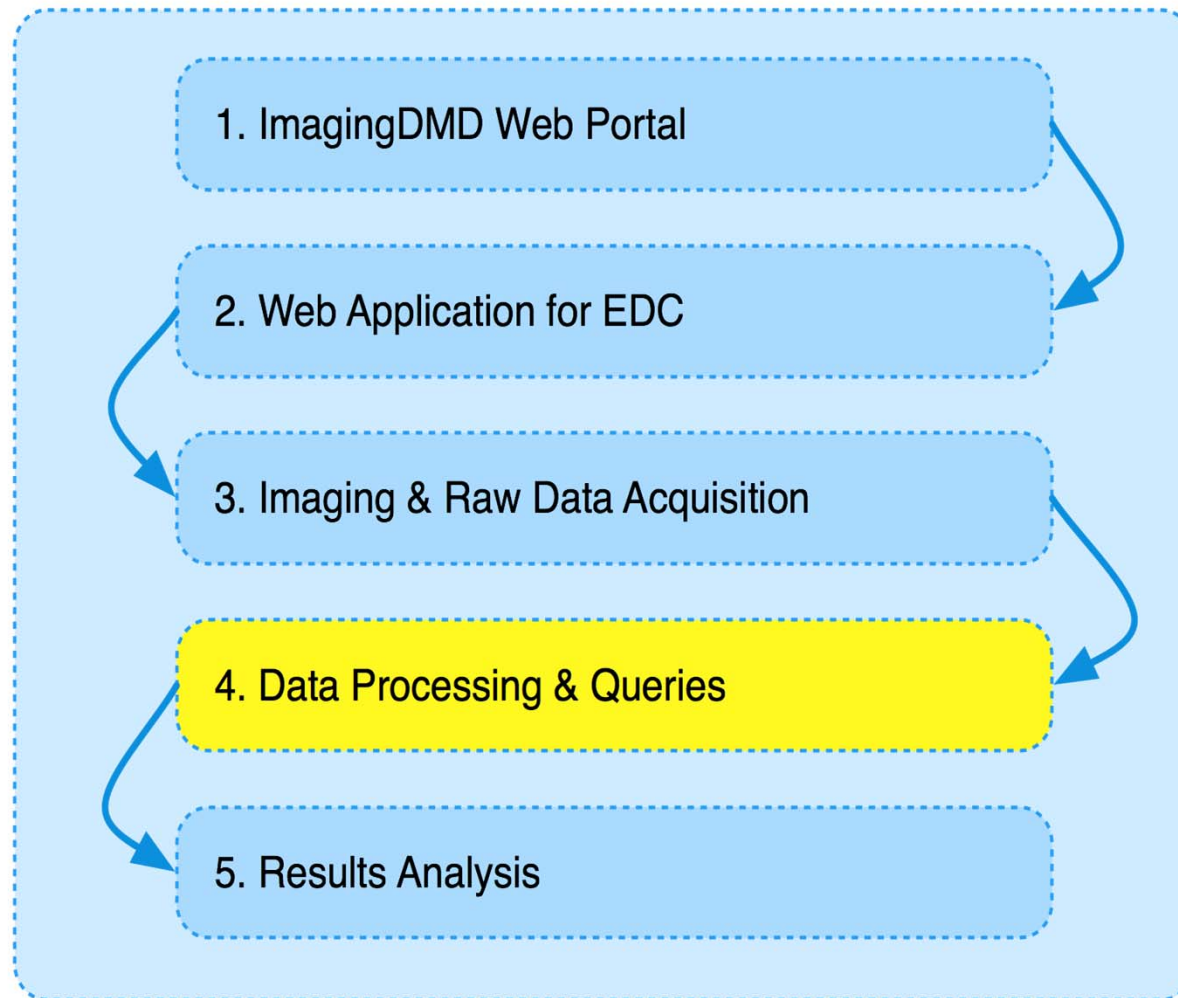 1. ImagingDMD Web Portal
2. Web Application for EDC
3. Imaging & Raw Data Acquisition
4. Data Processing & Queries
5. Results Analysis